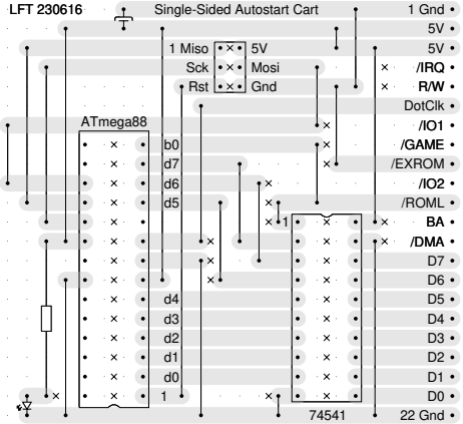 LFT 230616 Single-Sided Autostart Cart 1 Gnd
5V
1 Miso 5V 5V
Sck Mosi /IRQ
Rst Gnd R/W
DotClk
ATmega88 /IO1
b0 /GAME
d7 /EXROM
d6 /IO2
d5 /ROML
1 BA
/DMA
D7
D6
d4 D5
d3 D4
d2 D3
d1 D2
d0 D1
1 D0
74541 22 Gnd